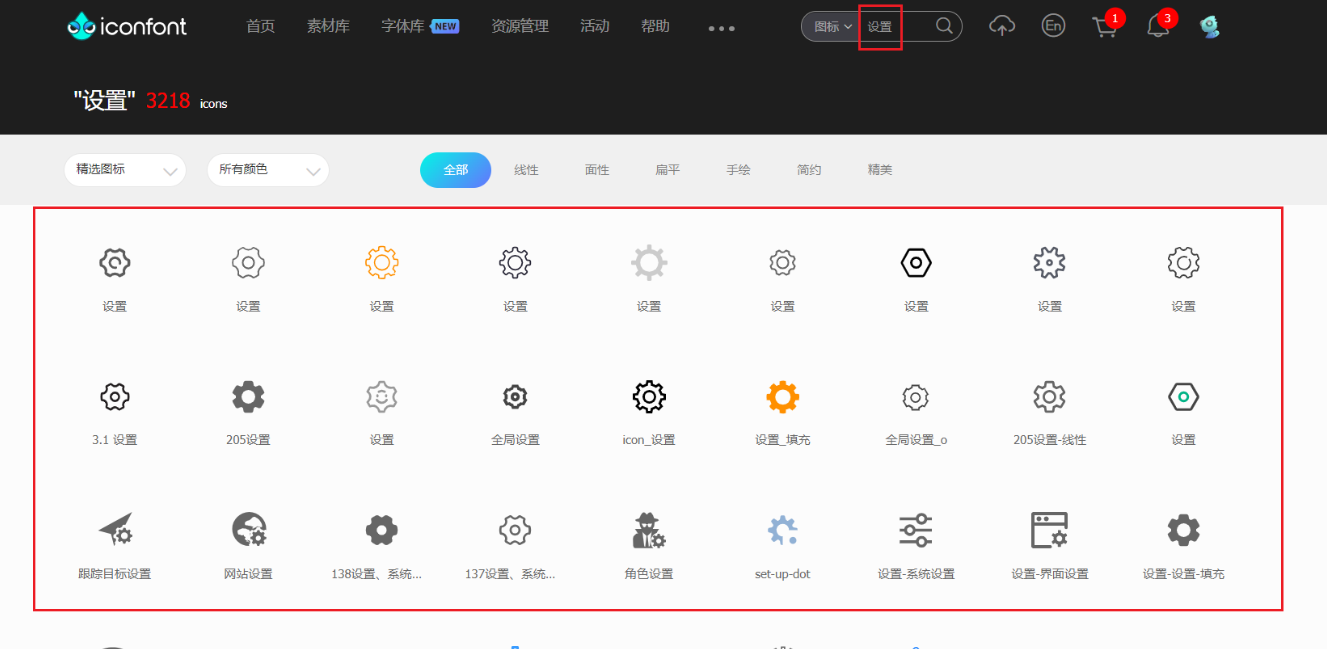 iconfont 首页 素材库 字体库 NEW 资源管理 活动 帮助 图标 设置 En 1 3
"设置" 3218 icons
精选图标 所有颜色 全部 线性 面性 扁平 手绘 简约 精美
设置 设置 设置 设置 设置 设置 设置 设置 设置
3.1 设置 205设置 设置 全局设置 icon_设置 设置_填充 全局设置_o 205设置-线性 设置
跟踪目标设置 网站设置 138设置、系统... 137设置、系统... 角色设置 set-up-dot 设置-系统设置 设置-界面设置 设置-设置-填充